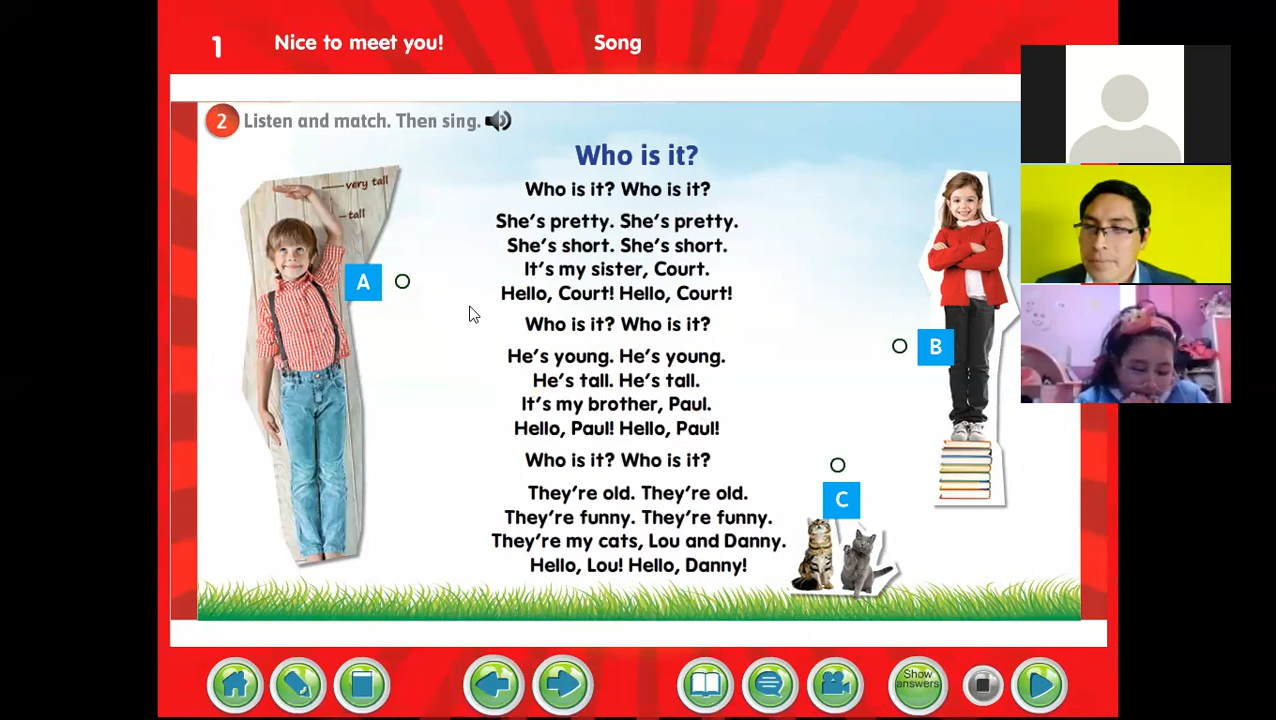 1 Nice to meet you! Song
2 Listen and match. Then sing.
Who is it?
very tall
tall
A
B
C
Who is it? Who is it?
She's pretty. She's pretty.
She's short. She's short.
It's my sister, Court.
Hello, Court! Hello, Court!
Who is it? Who is it?
He's young. He's young.
He's tall. He's tall.
It's my brother, Paul.
Hello, Paul! Hello, Paul!
Who is it? Who is it?
They're old. They're old.
They're funny. They're funny.
They're my cats, Lou and Danny.
Hello, Lou! Hello, Danny!
Show
answers